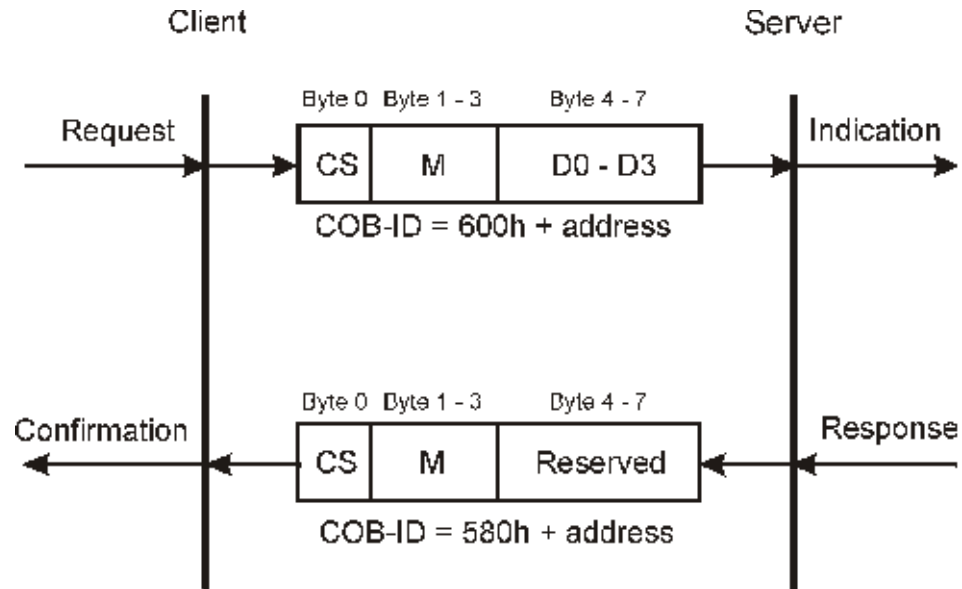 Client Server
Byte 0 Byte 1 - 3 Byte 4 - 7
Request Indication
CS M D0 - D3
COB-ID = 600h + address
Byte 0 Byte 1 - 3 Byte 4 - 7
Confirmation Response
CS M Reserved
COB-ID = 580h + address